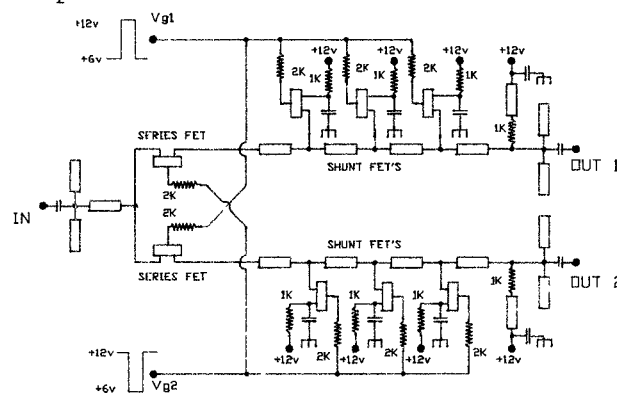 +12v
Vg1
+6v
+12v +12v +12v +12v
2K 1K 2K 1K 2K 1K
1K
SERIES FET
SHUNT FET'S
OUT 1
2K
IN
2K
SHUNT FET'S
SERIES FET
OUT 2
1K 1K 1K
1K
+12v +12v +12v +12v
2K 2K 2K
+12v
+6v
Vg2